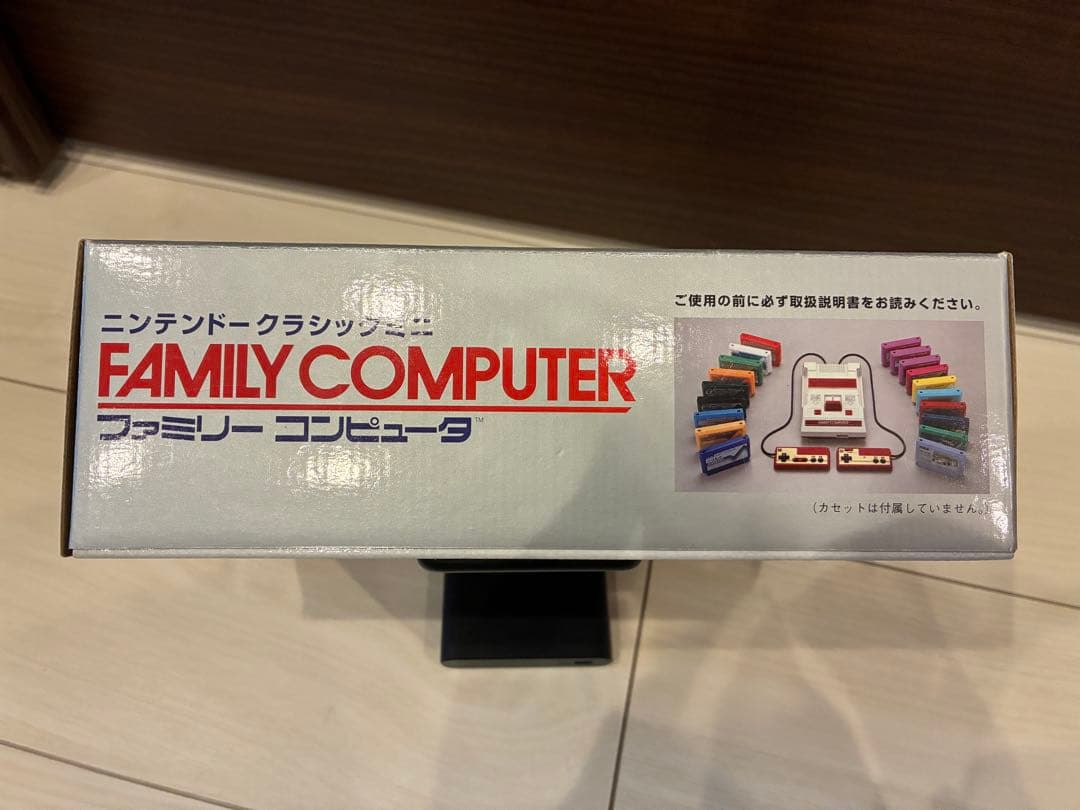 ニンテンドークラシックミニ
FAMILY COMPUTER
ファミリー コンピュータ™
ご使用の前に必ず取扱説明書をお読みください。
(カセットは付属していません。)